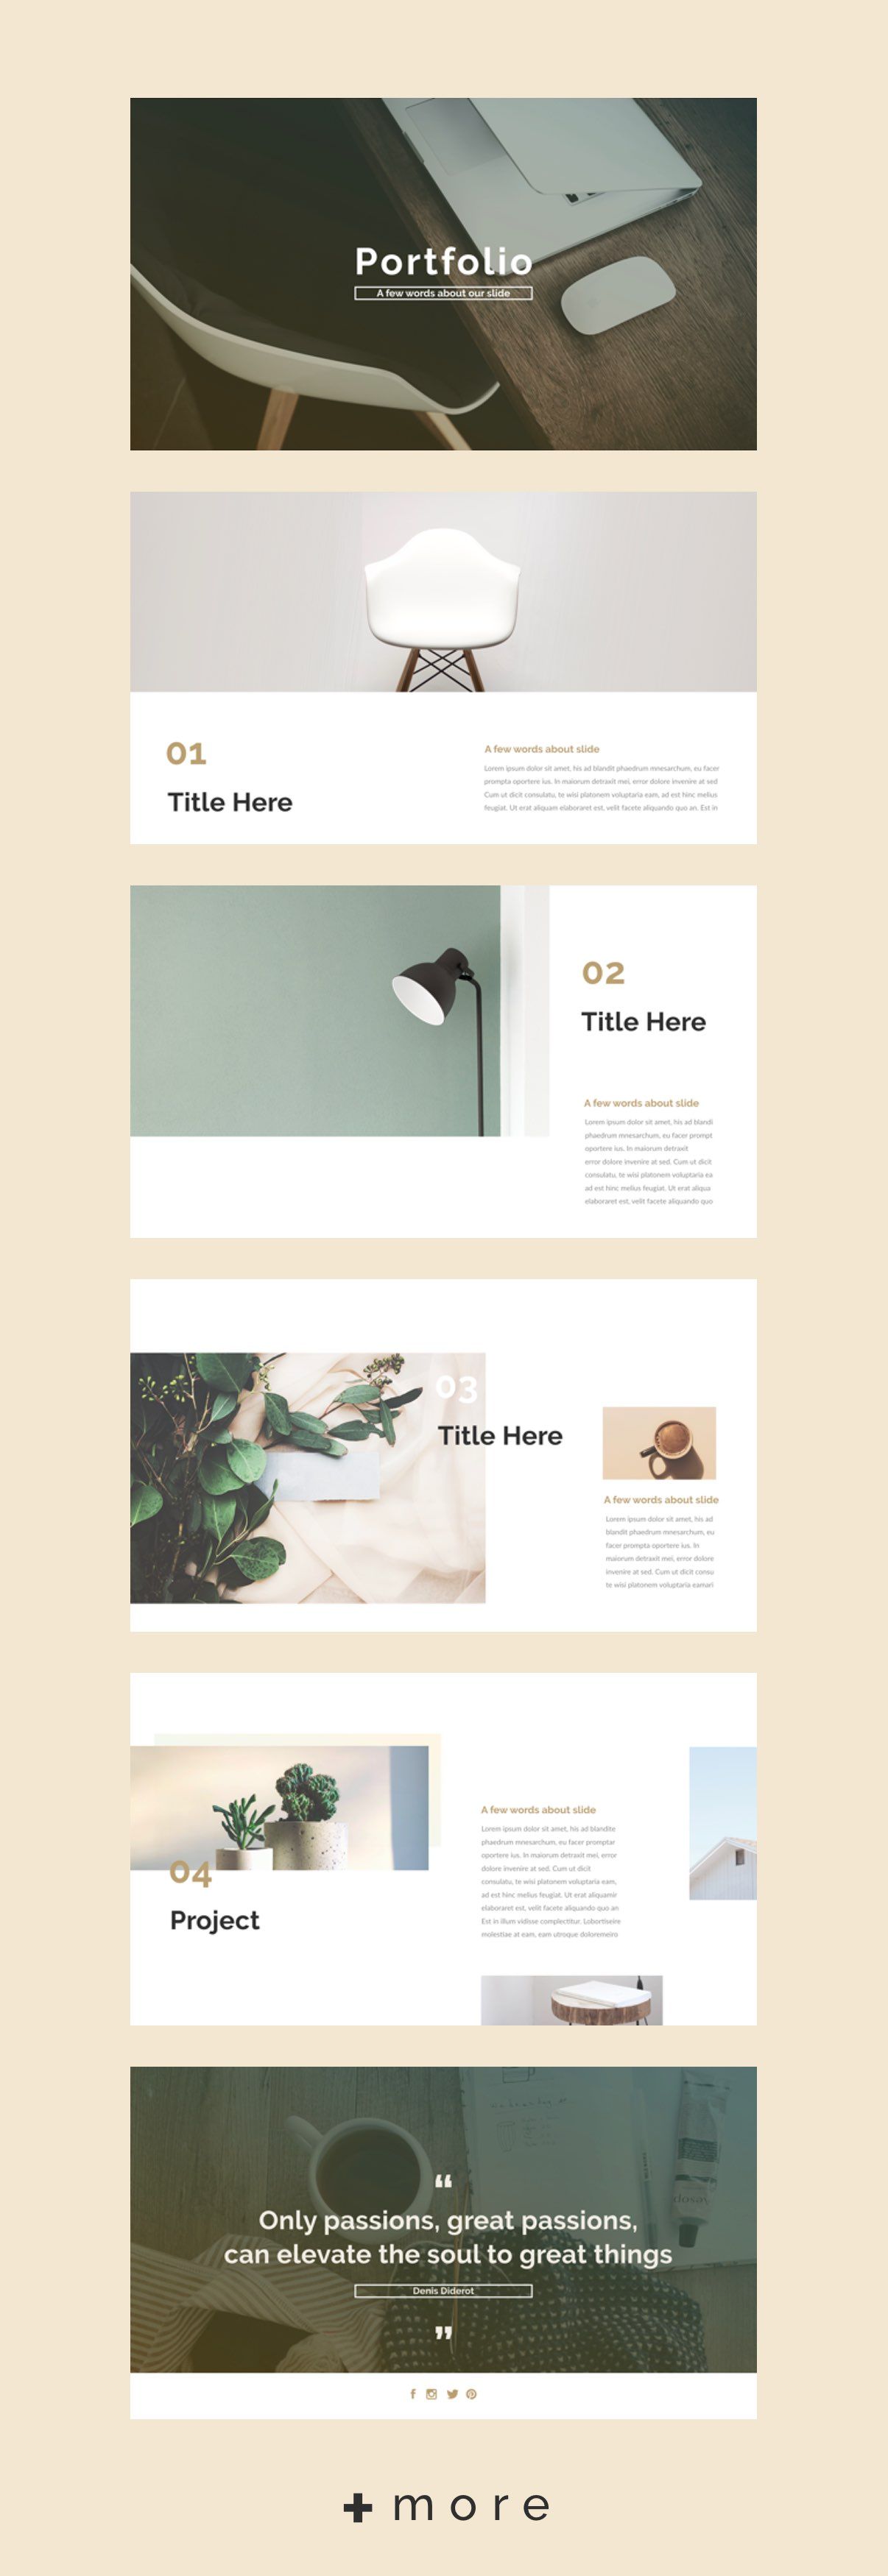 Portfolio
A few words about our slide
01
Title Here
A few words about slide
Lorem ipsum dolor sit amet, his ad blandit phaedrum mnesarchum, eu facer
prompta oportere ius. In maiorum detraxit mei, error dolore invenire at sed
Cum ut dicit consulatu, te wisi platonem voluptaria eam, ad est hinc melius
feugiat. Ut erat aliquam elaboraret est, velit facete aliquando quo an. Est in
02
Title Here
A few words about slide
Lorem ipsum dolor sit amet, his ad blandi
phaedrum mnesarchum, eu facer prompt
oportere ius. In maiorum detraxit
error dolore invenire at sed. Cum ut dicit
consulatu, te wisi platonem voluptaria ea
ad est hinc melius feugiat. Ut erat aliqua
elaboraret est, velit facete aliquando quo
03
Title Here
A few words about slide
Lorem ipsum dolor sit amet, his ad
blandit phaedrum mnesarchum, eu
facer prompta oportere ius. In
maiorum detraxit mei, error dolore
invenire at sed. Cum ut dicit consu
te wisi platonem voluptaria eamari
04
Project
A few words about slide
Lorem ipsum dolor sit amet, his ad blandite
phaedrum mnesarchum, eu facer promptar
oportere ius. In maiorum detraxit mei, error
dolore invenire at sed. Cum ut dicit
consulatu, te wisi platonem voluptaria eam,
ad est hinc melius feugiat. Ut erat aliquamir
elaboraret est, velit facete aliquando quo an
Est in illum vidisse complectitur. Lobortiseire
molestiae at eam, eam utroque doloremeiro
“
Only passions, great passions,
can elevate the soul to great things
Denis Diderot
”
+ more